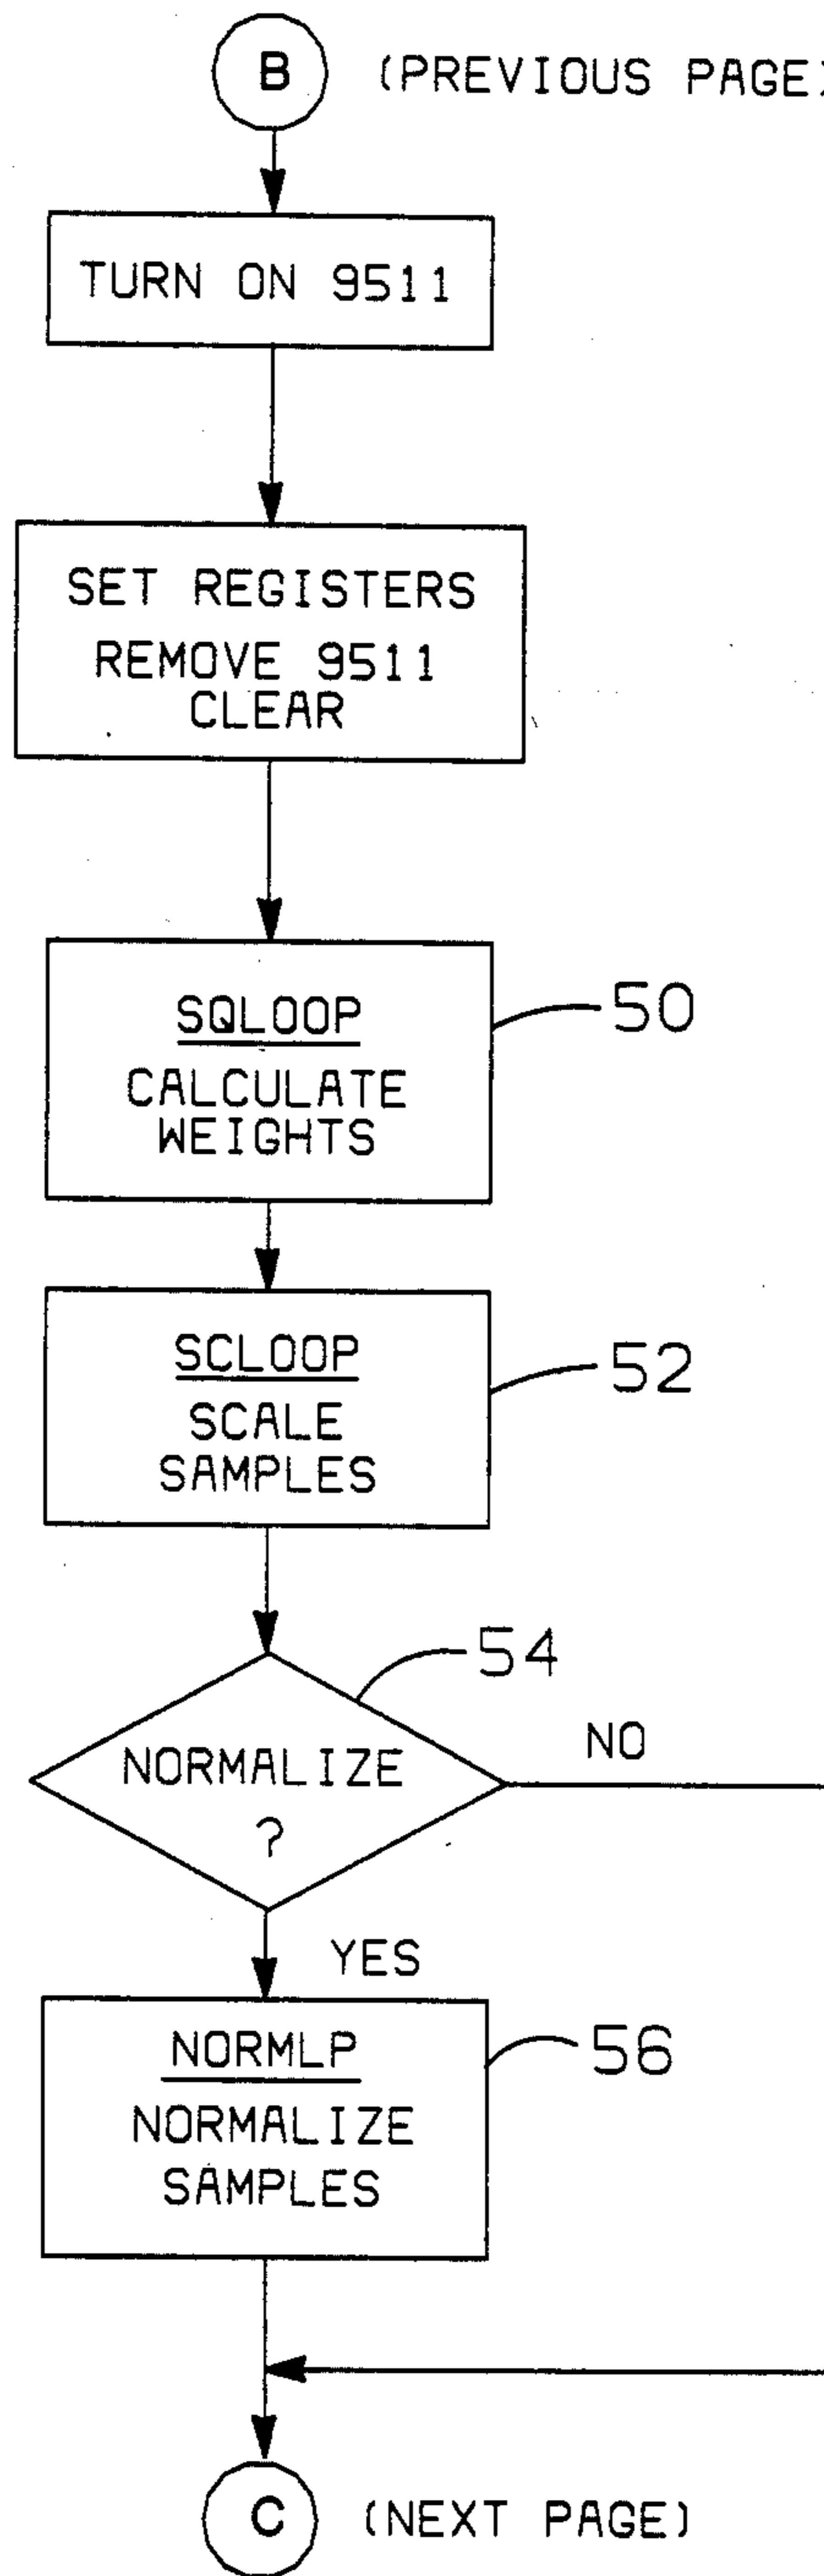 B (PREVIOUS PAGE)
TURN ON 9511
SET REGISTERS
REMOVE 9511
CLEAR
SQLOOP
CALCULATE
WEIGHTS
50
SCLOOP
SCALE
SAMPLES
52
54
NORMALIZE
?
NO
YES
NORMLP
NORMALIZE
SAMPLES
56
C (NEXT PAGE)